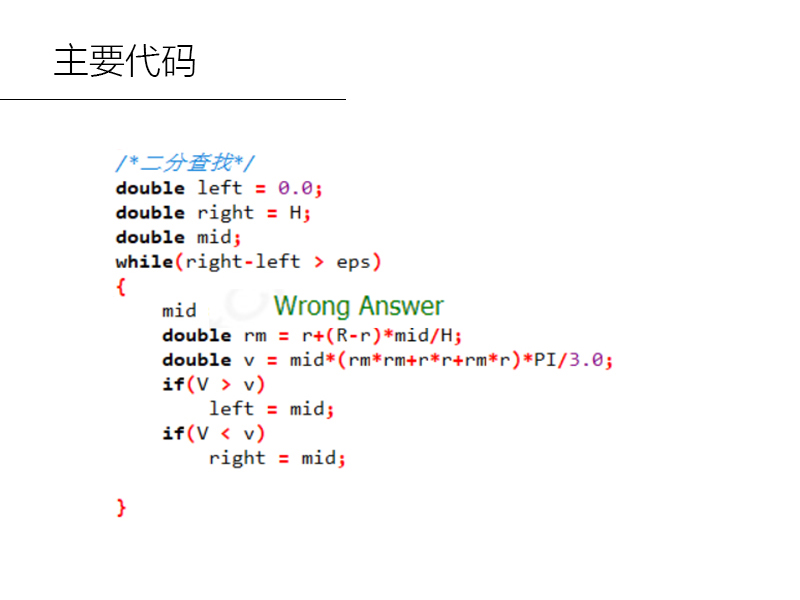 主要代码
/*二分查找*/
double left = 0.0;
double right = H;
double mid;
while(right-left > eps)
{
mid
Wrong Answer
double rm = r+(R-r)*mid/H;
double v = mid*(rm*rm+r*r+rm*r)*PI/3.0;
if(V > v)
left = mid;
if(V < v)
right = mid;
}